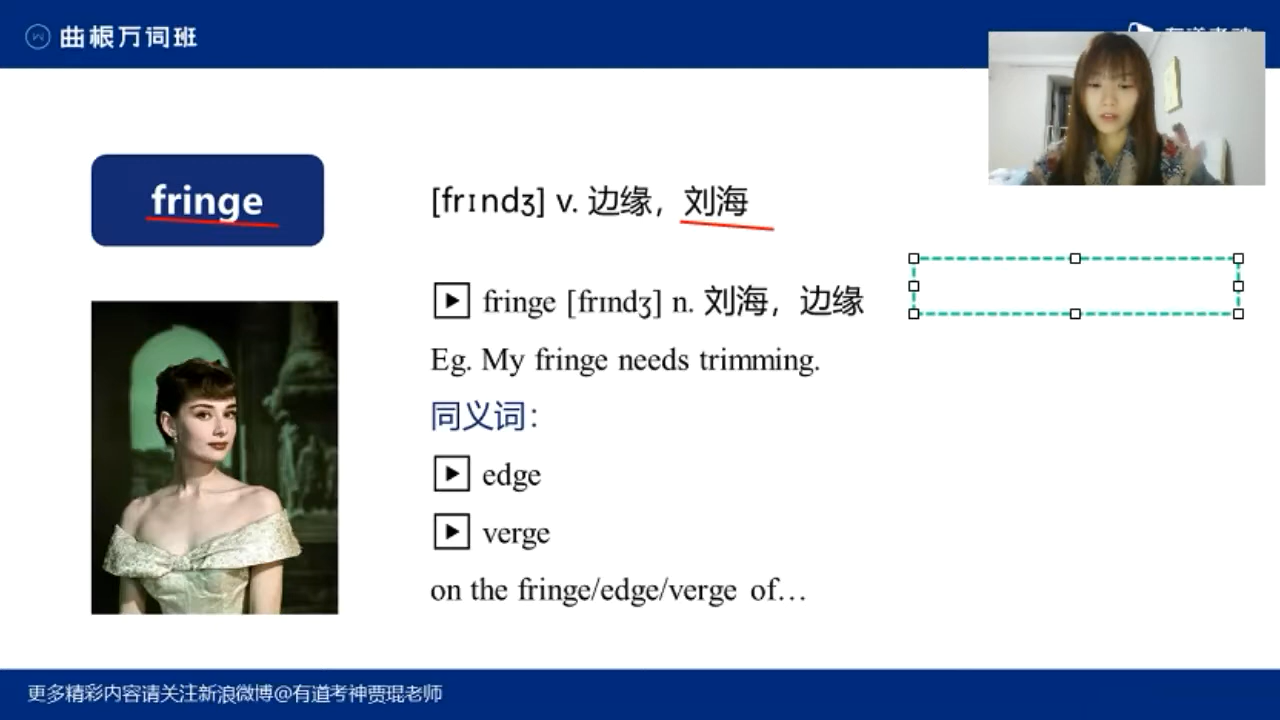 曲根万词班
fringe
[frɪndʒ] v. 边缘，刘海
fringe [frɪndʒ] n. 刘海，边缘
Eg. My fringe needs trimming.
同义词：
edge
verge
on the fringe/edge/verge of…
更多精彩内容请关注新浪微博@有道考神贾琨老师